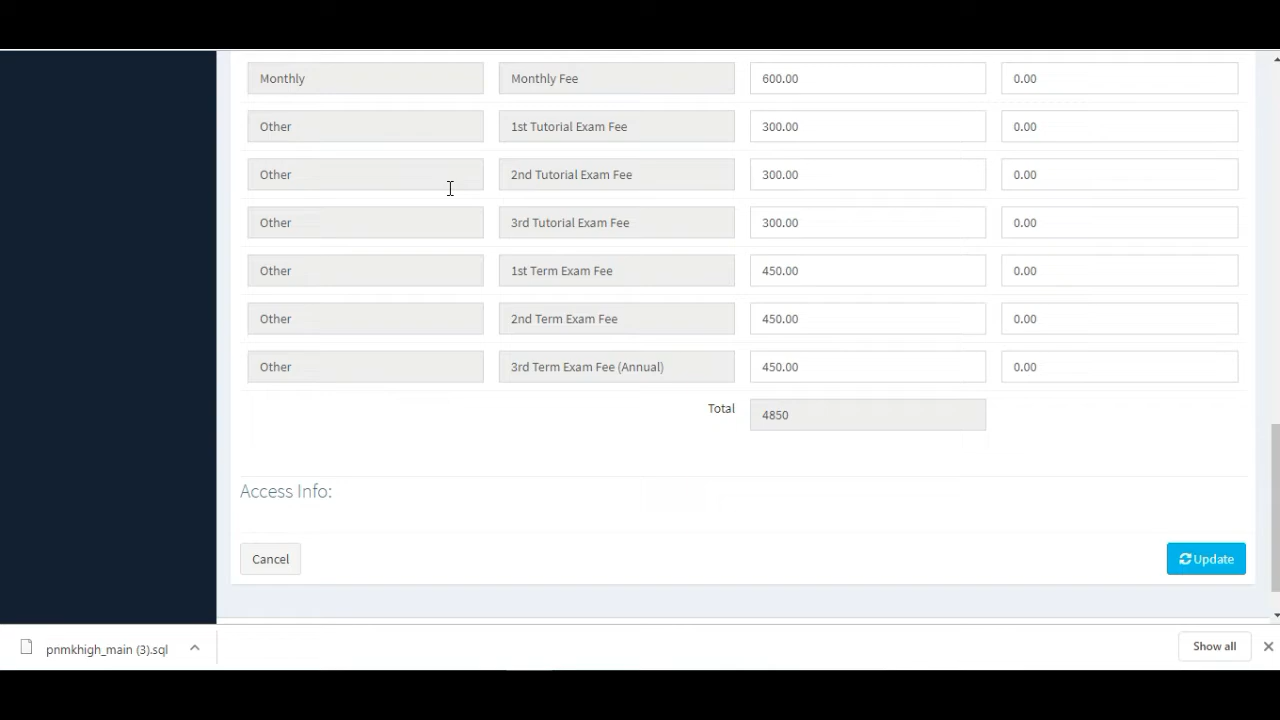 Monthly Monthly Fee 600.00 0.00
Other 1st Tutorial Exam Fee 300.00 0.00
Other 2nd Tutorial Exam Fee 300.00 0.00
Other 3rd Tutorial Exam Fee 300.00 0.00
Other 1st Term Exam Fee 450.00 0.00
Other 2nd Term Exam Fee 450.00 0.00
Other 3rd Term Exam Fee (Annual) 450.00 0.00
Total 4850
Access Info:
Cancel Update
pnmkhigh_main (3).sql Show all